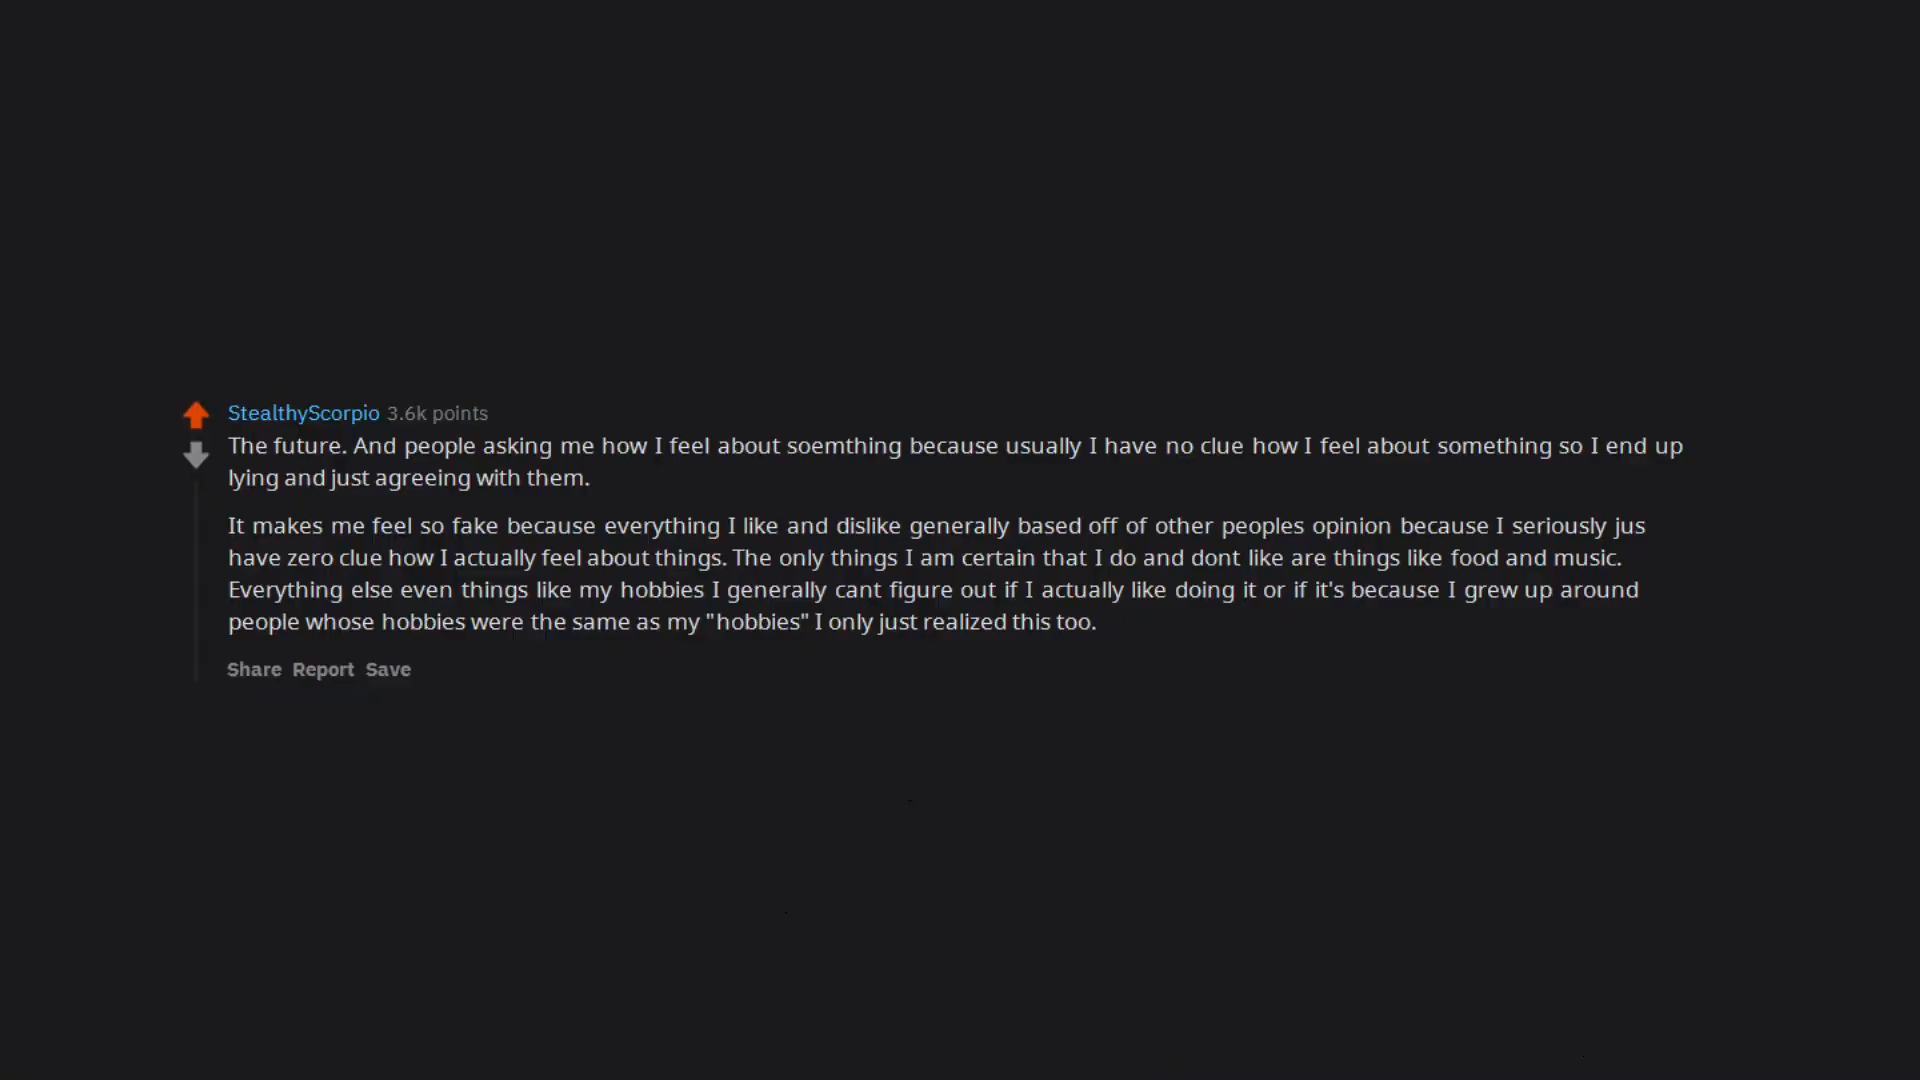 StealthyScorpio 3.6k points
The future. And people asking me how I feel about soemthing because usually I have no clue how I feel about something so I end up
lying and just agreeing with them.
It makes me feel so fake because everything I like and dislike generally based off of other peoples opinion because I seriously jus
have zero clue how I actually feel about things. The only things I am certain that I do and dont like are things like food and music.
Everything else even things like my hobbies I generally cant figure out if I actually like doing it or if it's because I grew up around
people whose hobbies were the same as my "hobbies" I only just realized this too.
Share Report Save